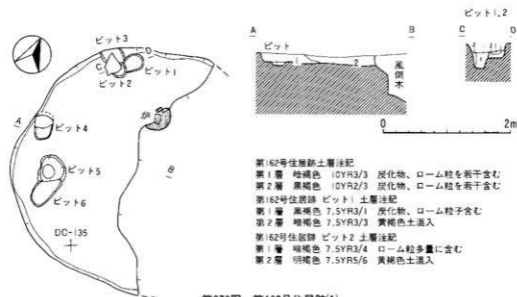 ピット3
D
C
ピット1
ピット2
炉
A
ピット4
B
ピット5
ピット6
DC-135
A
B
ピット
1
2
風倒木
ピット1, 2
C
D
0
2m
第162号住居跡土層注記
第1層 暗褐色 10YR3/3 炭化物、ローム粒を若干含む
第2層 黒褐色 10YR2/3 炭化物、ローム粒を若干含む
第162号住居跡 ピット1 土層注記
第1層 黒褐色 7.5YR3/1 炭化物、ローム粒子含む
第2層 暗褐色 7.5YR3/3 黄褐色土混入
第162号住居跡 ピット2 土層注記
第1層 暗褐色 7.5YR3/4 ローム粒多量に含む
第2層 明褐色 7.5YR5/6 黄褐色土混入